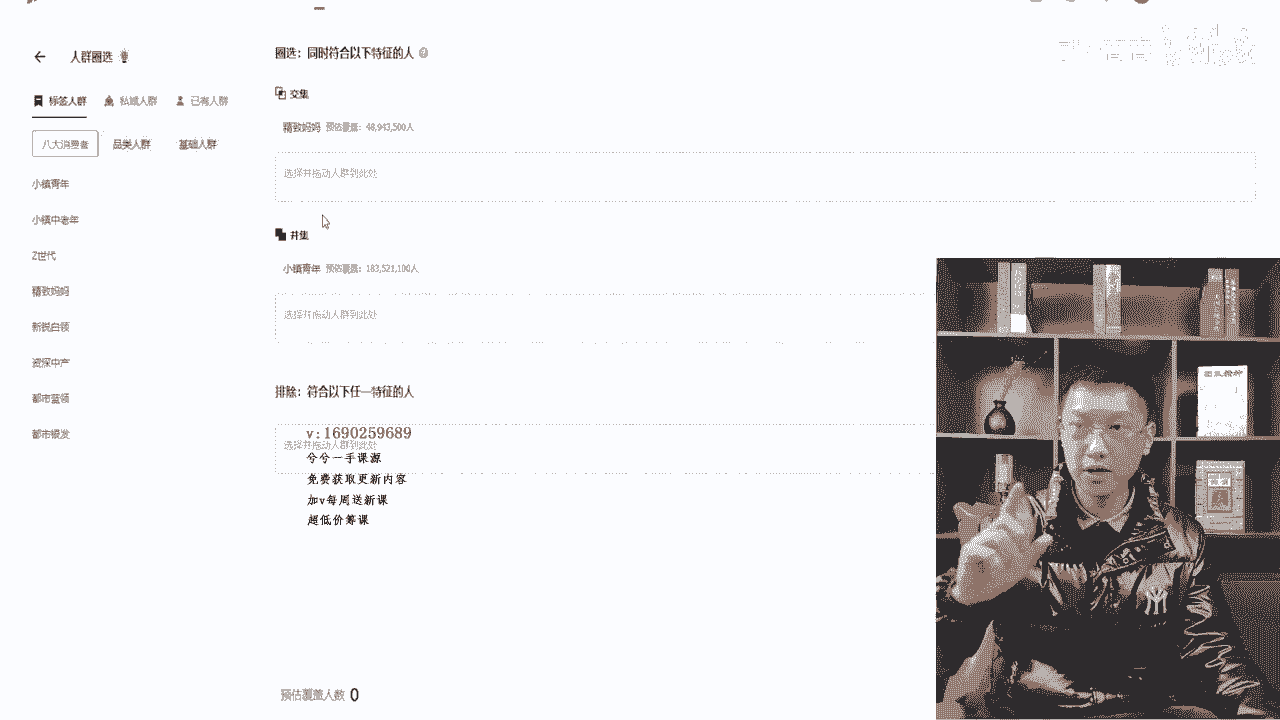 人群圈选
标签人群 私域人群 已有人群
八大消费者 品类人群 基础人群
小镇青年
小镇中老年
Z世代
精致妈妈
新锐白领
资深中产
都市蓝领
都市银发
圈选：同时符合以下特征的人
交集
精致妈妈 预估覆盖：48,943,500人
选择并拖动人群到此处
并集
小镇青年 预估覆盖：183,521,100人
选择并拖动人群到此处
排除：符合以下任一特征的人
v:1690259689
选择并拖动人群到此处
兮兮一手课源
免费获取更新内容
加v每周送新课
超低价筹课
预估覆盖人数 0